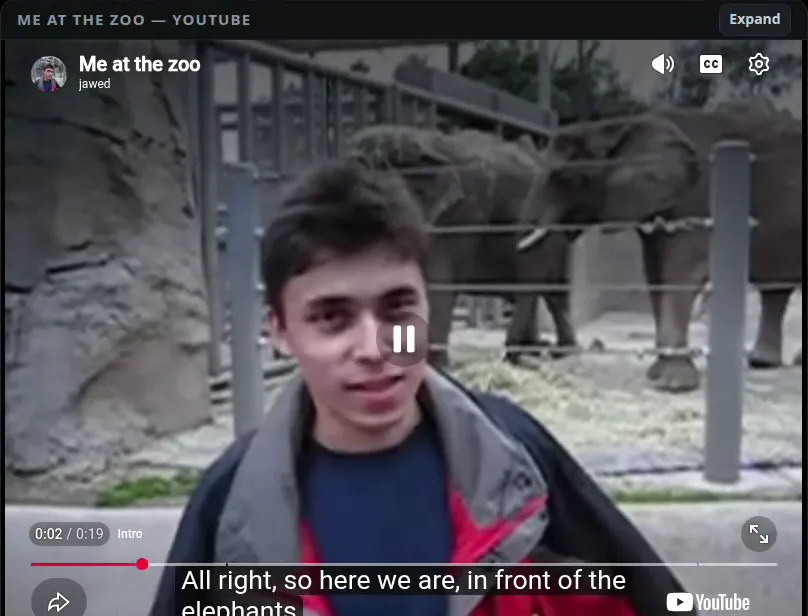 ME AT THE ZOO — YOUTUBE
Expand
Me at the zoo
jawed
CC
0:02 / 0:19 Intro
All right, so here we are, in front of the
elephants
YouTube